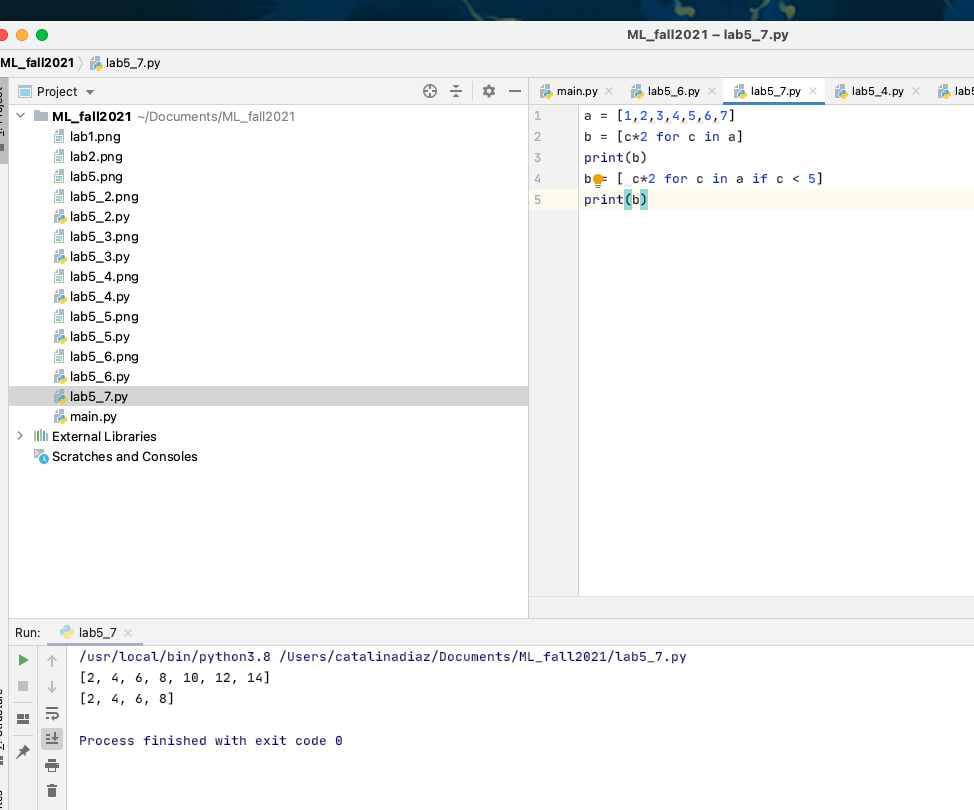 ML_fall2021 – lab5_7.py
ML_fall2021 lab5_7.py
Project
main.py lab5_6.py lab5_7.py lab5_4.py lab5
ML_fall2021 ~/Documents/ML_fall2021
lab1.png
lab2.png
lab5.png
lab5_2.png
lab5_2.py
lab5_3.png
lab5_3.py
lab5_4.png
lab5_4.py
lab5_5.png
lab5_5.py
lab5_6.png
lab5_6.py
lab5_7.py
main.py
External Libraries
Scratches and Consoles
1 a = [1,2,3,4,5,6,7]
2 b = [c*2 for c in a]
3 print(b)
4 b = [ c*2 for c in a if c < 5]
5 print(b)
Run: lab5_7
/usr/local/bin/python3.8 /Users/catalinadiaz/Documents/ML_fall2021/lab5_7.py
[2, 4, 6, 8, 10, 12, 14]
[2, 4, 6, 8]
Process finished with exit code 0